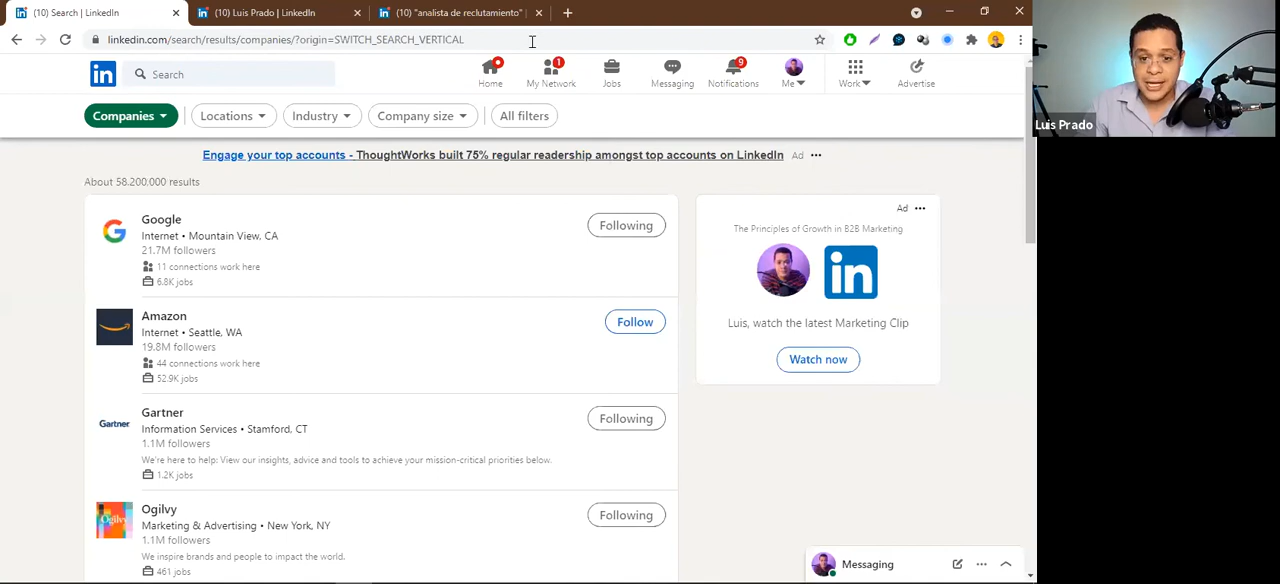 (10) Search | LinkedIn
(10) Luis Prado | LinkedIn
(10) "analista de reclutamiento" |
linkedin.com/search/results/companies/?origin=SWITCH_SEARCH_VERTICAL
in
Search
Home
1
My Network
Jobs
Messaging
9
Notifications
Me
Work
Advertise
Companies
Locations
Industry
Company size
All filters
Engage your top accounts - ThoughtWorks built 75% regular readership amongst top accounts on LinkedIn Ad
About 58.200.000 results
Google
Internet • Mountain View, CA
21.7M followers
11 connections work here
6.8K jobs
Following
Amazon
Internet • Seattle, WA
19.8M followers
44 connections work here
52.9K jobs
Follow
Gartner
Gartner
Information Services • Stamford, CT
1.1M followers
We're here to help: View our insights, advice and tools to achieve your mission-critical priorities below.
1.2K jobs
Following
Ogilvy
Ogilvy
Marketing & Advertising • New York, NY
1.1M followers
We inspire brands and people to impact the world.
461 jobs
Following
Ad
The Principles of Growth in B2B Marketing
in
Luis, watch the latest Marketing Clip
Watch now
Messaging
Luis Prado